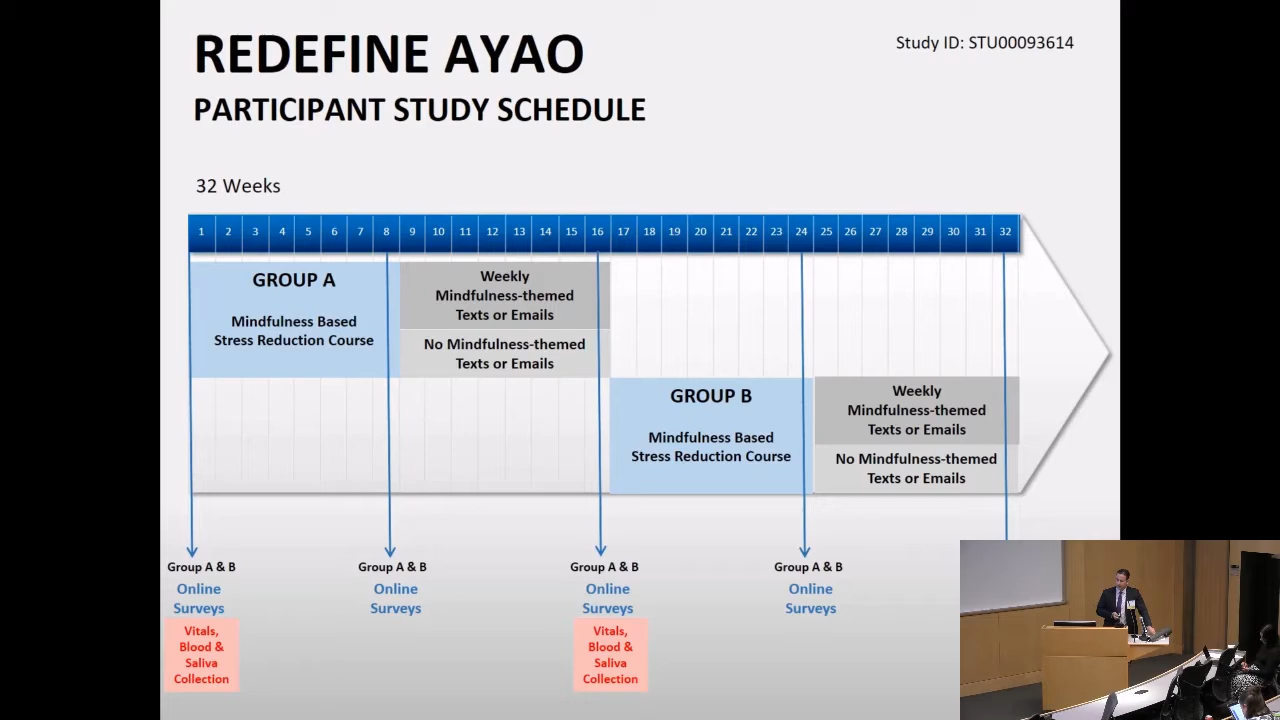 REDEFINE AYAO
Study ID: STU00093614
PARTICIPANT STUDY SCHEDULE
32 Weeks
1 2 3 4 5 6 7 8 9 10 11 12 13 14 15 16 17 18 19 20 21 22 23 24 25 26 27 28 29 30 31 32
GROUP A
Mindfulness Based
Stress Reduction Course
Weekly
Mindfulness-themed
Texts or Emails
No Mindfulness-themed
Texts or Emails
GROUP B
Mindfulness Based
Stress Reduction Course
Weekly
Mindfulness-themed
Texts or Emails
No Mindfulness-themed
Texts or Emails
Group A & B
Online
Surveys
Vitals,
Blood &
Saliva
Collection
Group A & B
Online
Surveys
Group A & B
Online
Surveys
Vitals,
Blood &
Saliva
Collection
Group A & B
Online
Surveys